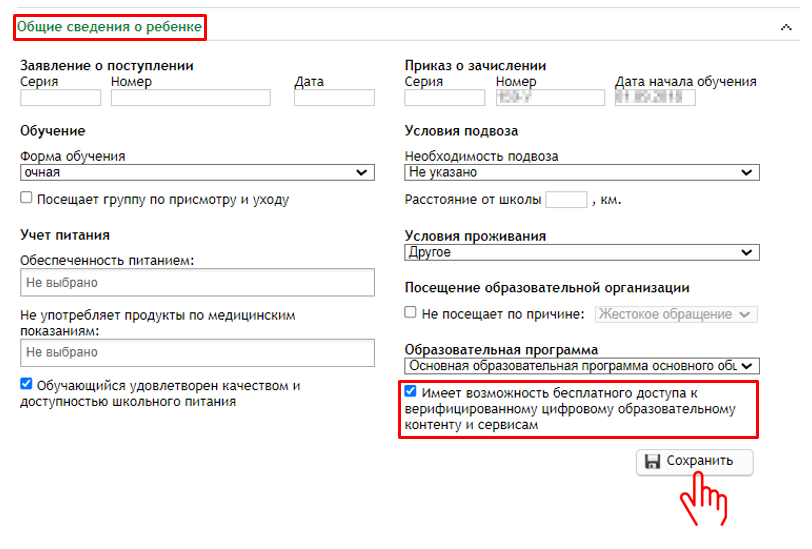 Общие сведения о ребенке
Заявление о поступлении
Серия Номер Дата
Обучение
Форма обучения
очная
Посещает группу по присмотру и уходу
Учет питания
Обеспеченность питанием:
Не выбрано
Не употребляет продукты по медицинским
показаниям:
Не выбрано
Обучающийся удовлетворен качеством и
доступностью школьного питания
Приказ о зачислении
Серия Номер Дата начала обучения
Условия подвоза
Необходимость подвоза
Не указано
Расстояние от школы , км.
Условия проживания
Другое
Посещение образовательной организации
Не посещает по причине: Жестокое обращение
Образовательная программа
Основная образовательная программа основного общ
Имеет возможность бесплатного доступа к
верифицированному цифровому образовательному
контенту и сервисам
Сохранить